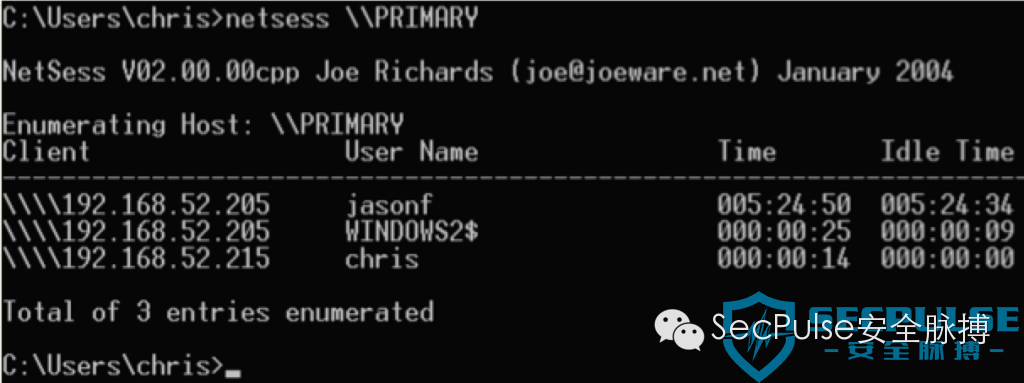 C:\Users\chris>netsess \\PRIMARY
NetSess V02.00.00cpp Joe Richards (joe@joeware.net) January 2004
Enumerating Host: \\PRIMARY
Client User Name Time Idle Time
--------------------------------------------------------------------------------
\\\\192.168.52.205 jasonf 005:24:50 005:24:34
\\\\192.168.52.205 WINDOWS2$ 000:00:25 000:00:09
\\\\192.168.52.215 chris 000:00:14 000:00:00
Total of 3 entries enumerated
SecPulse安全脉搏
SECPULSE
-安全脉搏-
C:\Users\chris>_